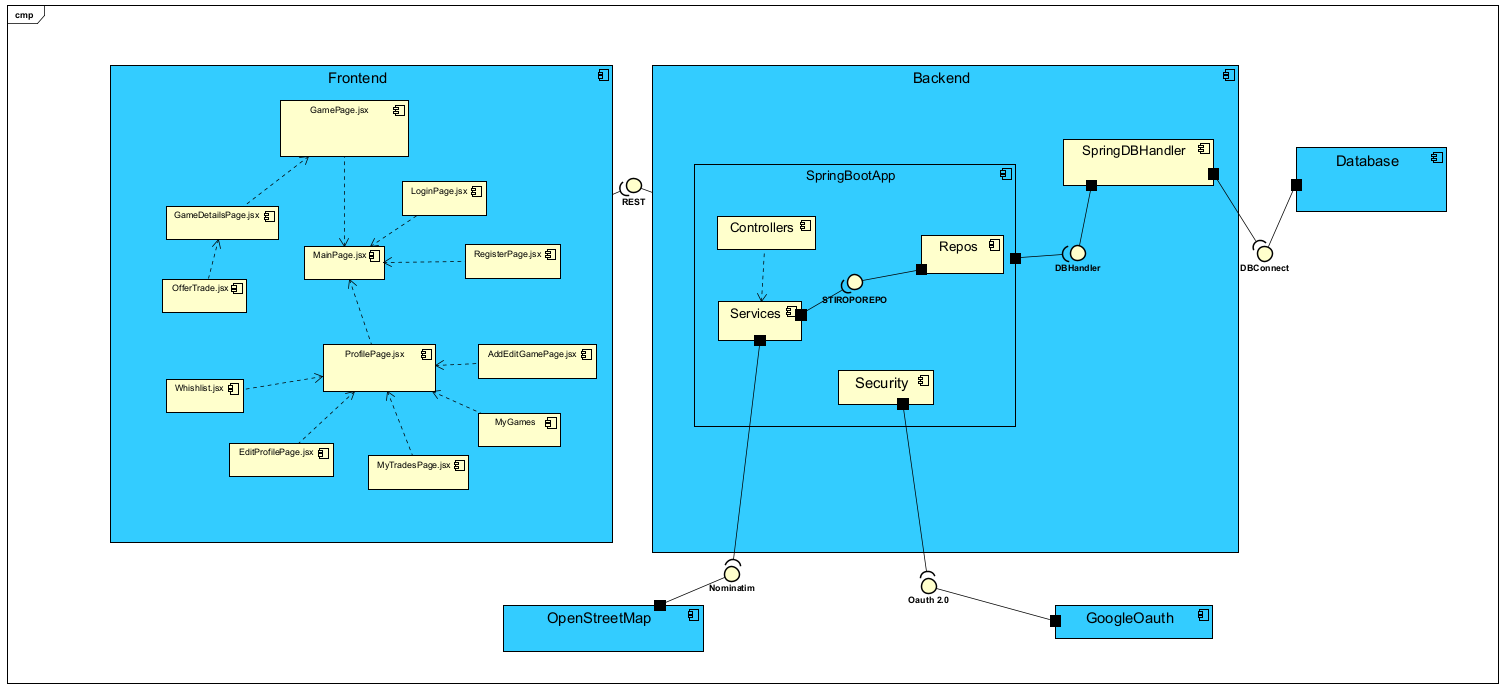 cmp
Frontend
GamePage.jsx
LoginPage.jsx
GameDetailsPage.jsx
MainPage.jsx
RegisterPage.jsx
OfferTrade.jsx
ProfilePage.jsx
AddEditGamePage.jsx
Whishlist.jsx
MyGames
EditProfilePage.jsx
MyTradesPage.jsx
REST
Backend
SpringBootApp
Controllers
Repos
STIROPOREPO
Services
Security
SpringDBHandler
DBHandler
DBConnect
Database
Nominatim
OpenStreetMap
Oauth 2.0
GoogleOauth